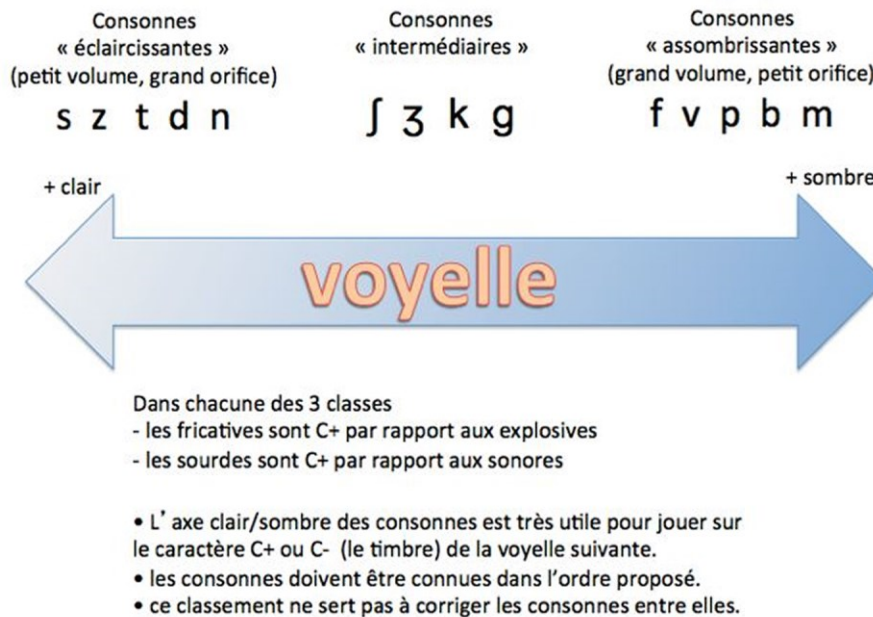 Consonnes
« éclaircissantes »
(petit volume, grand orifice)
s z t d n
Consonnes
« intermédiaires »
ʃ ʒ k g
Consonnes
« assombrissantes »
(grand volume, petit orifice)
f v p b m
+ clair
+ sombre
voyelle
Dans chacune des 3 classes
- les fricatives sont C+ par rapport aux explosives
- les sourdes sont C+ par rapport aux sonores
• L’ axe clair/sombre des consonnes est très utile pour jouer sur
le caractère C+ ou C- (le timbre) de la voyelle suivante.
• les consonnes doivent être connues dans l’ordre proposé.
• ce classement ne sert pas à corriger les consonnes entre elles.